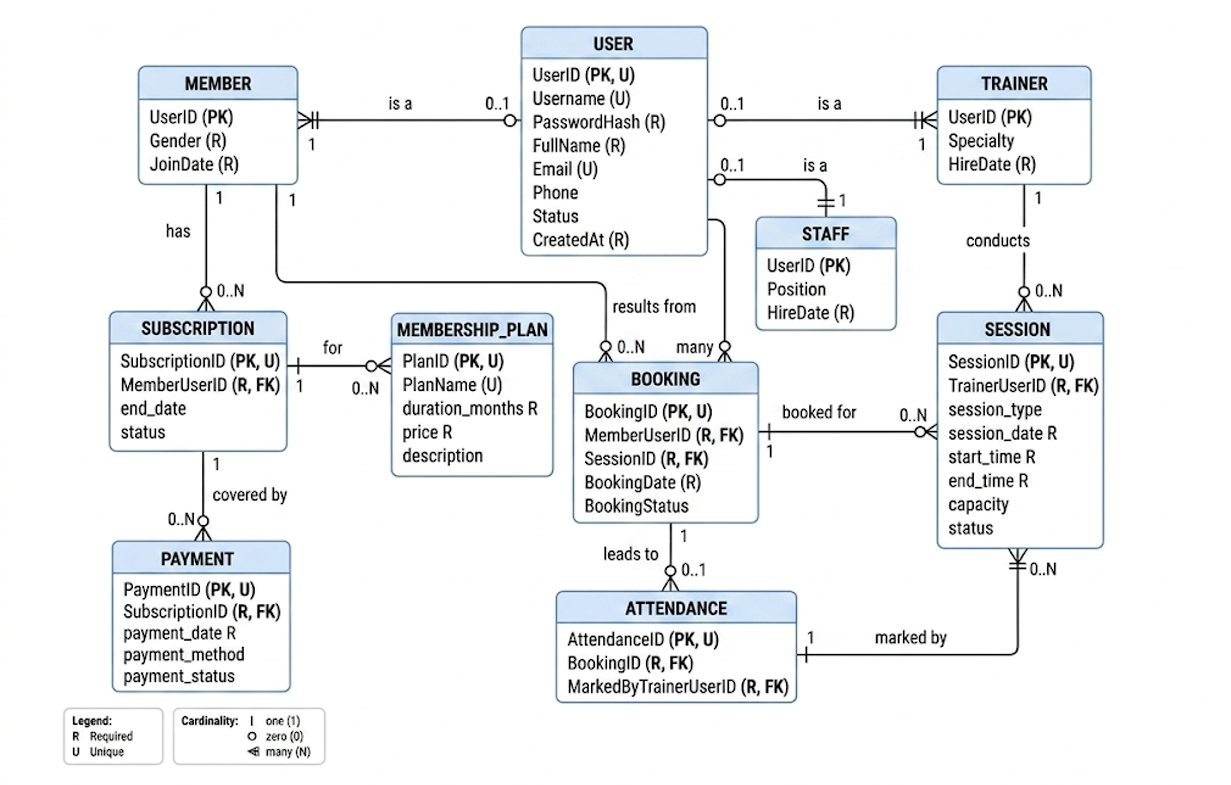 USER
UserID (PK, U)
Username (U)
PasswordHash (R)
FullName (R)
Email (U)
Phone
Status
CreatedAt (R)
MEMBER
UserID (PK)
Gender (R)
JoinDate (R)
is a
0..1
1
TRAINER
UserID (PK)
Specialty
HireDate (R)
0..1
is a
1
0..1
is a
1
STAFF
UserID (PK)
Position
HireDate (R)
1
has
0..N
1
results from
0..N
many
1
conducts
0..N
SUBSCRIPTION
SubscriptionID (PK, U)
MemberUserID (R, FK)
end_date
status
for
1
0..N
MEMBERSHIP_PLAN
PlanID (PK, U)
PlanName (U)
duration_months R
price R
description
BOOKING
BookingID (PK, U)
MemberUserID (R, FK)
SessionID (R, FK)
BookingDate (R)
BookingStatus
booked for
1
0..N
SESSION
SessionID (PK, U)
TrainerUserID (R, FK)
session_type
session_date R
start_time R
end_time R
capacity
status
1
covered by
0..N
PAYMENT
PaymentID (PK, U)
SubscriptionID (R, FK)
payment_date R
payment_method
payment_status
1
leads to
0..1
ATTENDANCE
AttendanceID (PK, U)
BookingID (R, FK)
MarkedByTrainerUserID (R, FK)
1
marked by
0..N
Legend:
R Required
U Unique
Cardinality:
one (1)
zero (0)
many (N)